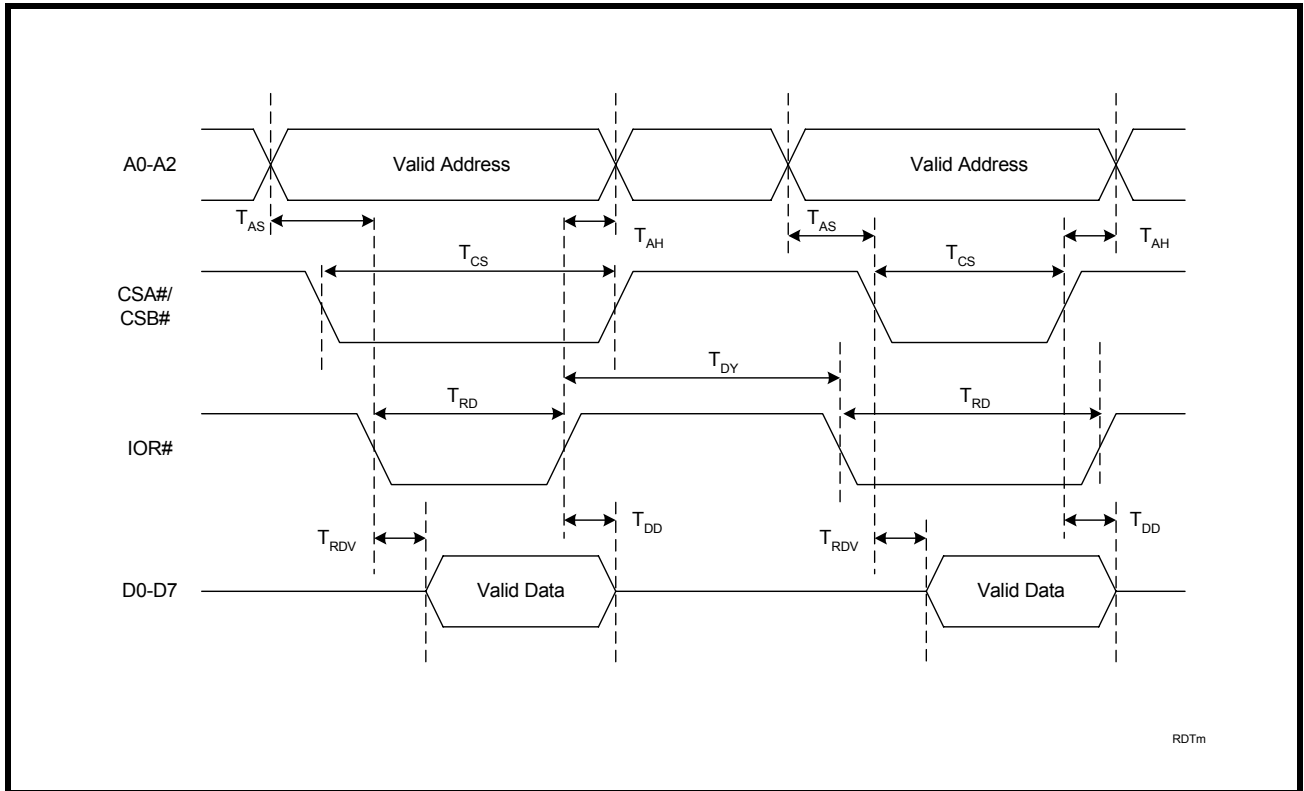 A0-A2
Valid Address
Valid Address
TAS
TAH
TAS
TAH
TCS
TCS
CSA#/
CSB#
TDY
TRD
TRD
IOR#
TRDV
TDD
TRDV
TDD
D0-D7
Valid Data
Valid Data
RDTm